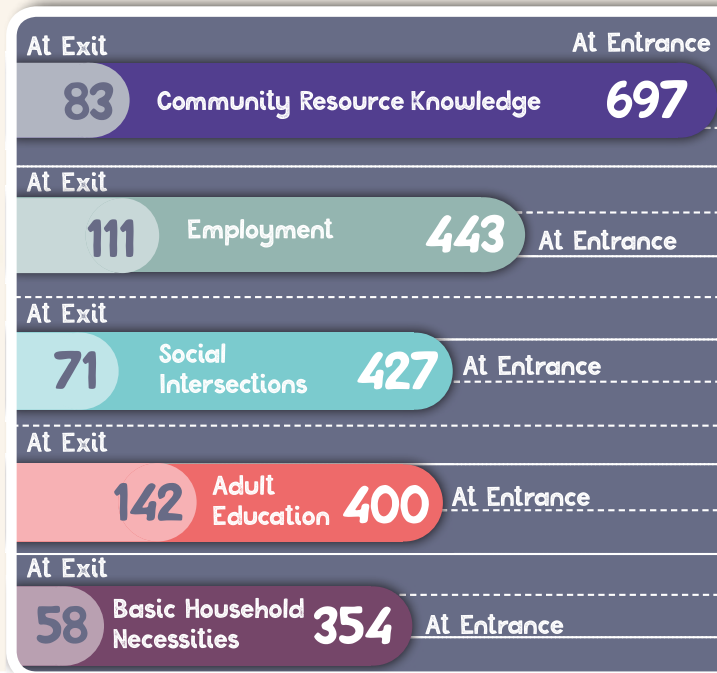 At Exit
At Entrance
83 Community Resource Knowledge 697
At Exit
111 Employment 443
At Entrance
At Exit
71 Social
Intersections 427
At Entrance
At Exit
142 Adult
Education 400
At Entrance
At Exit
58 Basic Household
Necessities 354
At Entrance